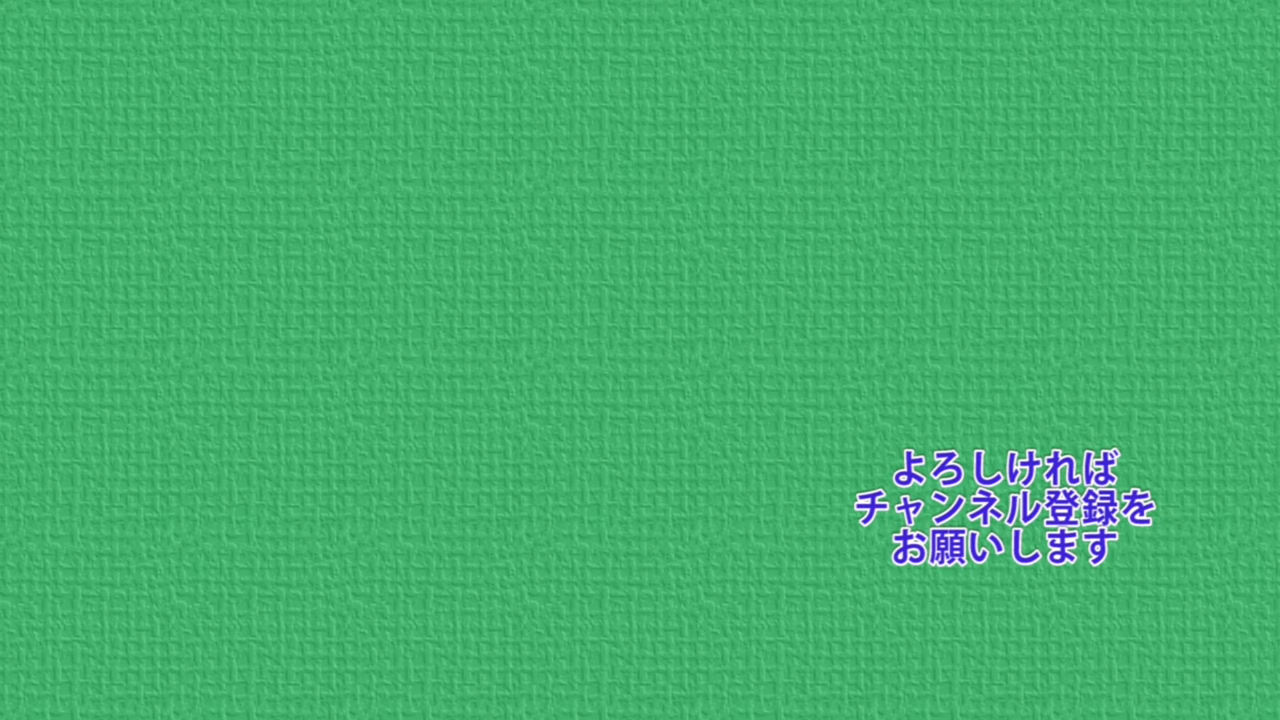 よろしければ
チャンネル登録を
お願いします